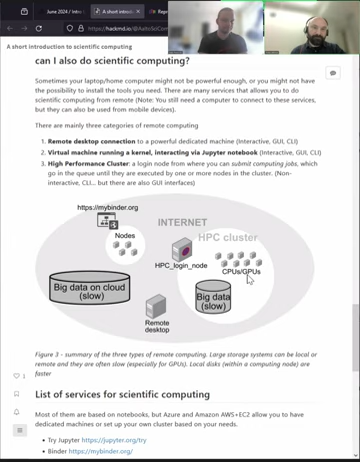 June 2024 / Intro
A short introducti
Rep
https://hackmd.io/@AaltoSciCom
A short introduction to scientific computing
can I also do scientific computing?
Sometimes your laptop/home computer might not be powerful enough, or you might not have
the possibility to install the tools you need. There are many services that allows you to do
scientific computing from remote (Note: You still need a computer to connect to these services,
but they can also be used from mobile devices).
There are mainly three categories of remote computing
1. Remote desktop connection to a powerful dedicated machine (Interactive, GUI, CLI)
2. Virtual machine running a kernel, interacting via Jupyter notebook (Interactive, GUI, CLI)
3. High Performance Cluster: a login node from where you can submit computing jobs, which
go in the queue until they are executed by one or more nodes in the cluster. (Non-
interactive, CLI... but there are also GUI interfaces)
https://mybinder.org
INTERNET
Nodes
HPC cluster
HPC_login_node
CPUs/GPUs
Big data on cloud
(slow)
Big data
(slow)
Remote
desktop
Figure 3 - summary of the three types of remote computing. Large storage systems can be local or
remote and they are often slow (especially for GPUs). Local disks (within a computing node) are
faster
1
List of services for scientific computing
Most of them are based on notebooks, but Azure and Amazon AWS+EC2 allow you to have
dedicated machines or set up your own cluster based on your needs.
• Try Jupyter https://jupyter.org/try
• Binder https://mybinder.org/